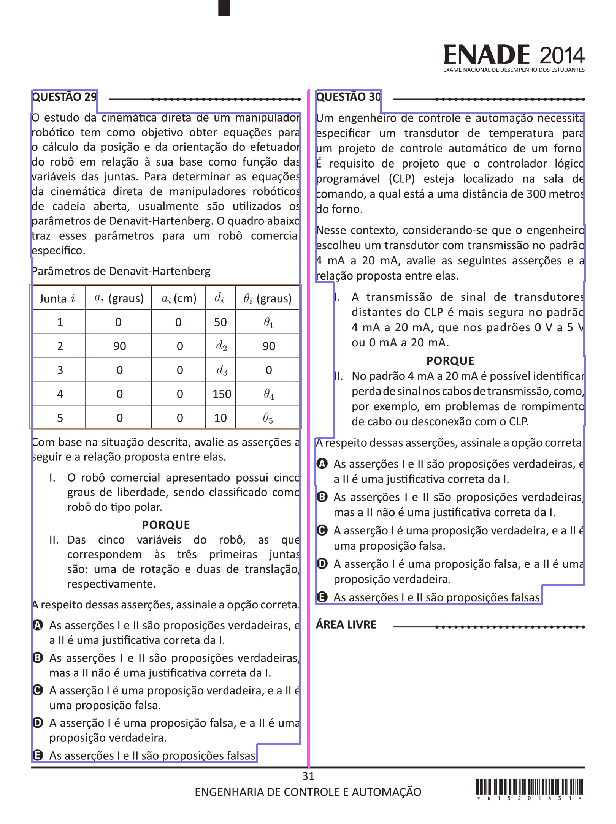 ENADE 2014
EXAME NACIONAL DE DESEMPENHO DOS ESTUDANTES
QUESTÃO 29
O estudo da cinemática direta de um manipulador
robótico tem como objetivo obter equações para
o cálculo da posição e da orientação do efetuador
do robô em relação à sua base como função das
variáveis das juntas. Para determinar as equações
da cinemática direta de manipuladores robóticos
de cadeia aberta, usualmente são utilizados os
parâmetros de Denavit-Hartenberg. O quadro abaixo
traz esses parâmetros para um robô comercial
específico.
Parâmetros de Denavit-Hartenberg
Junta i αi (graus) ai (cm) di θi (graus)
1 0 0 50 θ1
2 90 0 d2 90
3 0 0 d3 0
4 0 0 150 θ4
5 0 0 10 θ5
Com base na situação descrita, avalie as asserções a
seguir e a relação proposta entre elas.
I. O robô comercial apresentado possui cinco
graus de liberdade, sendo classificado como
robô do tipo polar.
PORQUE
II. Das cinco variáveis do robô, as que
correspondem às três primeiras juntas
são: uma de rotação e duas de translação,
respectivamente.
A respeito dessas asserções, assinale a opção correta.
A As asserções I e II são proposições verdadeiras, e
a II é uma justificativa correta da I.
B As asserções I e II são proposições verdadeiras,
mas a II não é uma justificativa correta da I.
C A asserção I é uma proposição verdadeira, e a II é
uma proposição falsa.
D A asserção I é uma proposição falsa, e a II é uma
proposição verdadeira.
E As asserções I e II são proposições falsas.
QUESTÃO 30
Um engenheiro de controle e automação necessita
especificar um transdutor de temperatura para
um projeto de controle automático de um forno.
É requisito de projeto que o controlador lógico
programável (CLP) esteja localizado na sala de
comando, a qual está a uma distância de 300 metros
do forno.
Nesse contexto, considerando-se que o engenheiro
escolheu um transdutor com transmissão no padrão
4 mA a 20 mA, avalie as seguintes asserções e a
relação proposta entre elas.
I. A transmissão de sinal de transdutores
distantes do CLP é mais segura no padrão
4 mA a 20 mA, que nos padrões 0 V a 5 V
ou 0 mA a 20 mA.
PORQUE
II. No padrão 4 mA a 20 mA é possível identificar
perda de sinal nos cabos de transmissão, como,
por exemplo, em problemas de rompimento
de cabo ou desconexão com o CLP.
A respeito dessas asserções, assinale a opção correta.
A As asserções I e II são proposições verdadeiras, e
a II é uma justificativa correta da I.
B As asserções I e II são proposições verdadeiras,
mas a II não é uma justificativa correta da I.
C A asserção I é uma proposição verdadeira, e a II é
uma proposição falsa.
D A asserção I é uma proposição falsa, e a II é uma
proposição verdadeira.
E As asserções I e II são proposições falsas.
ÁREA LIVRE
31
ENGENHARIA DE CONTROLE E AUTOMAÇÃO